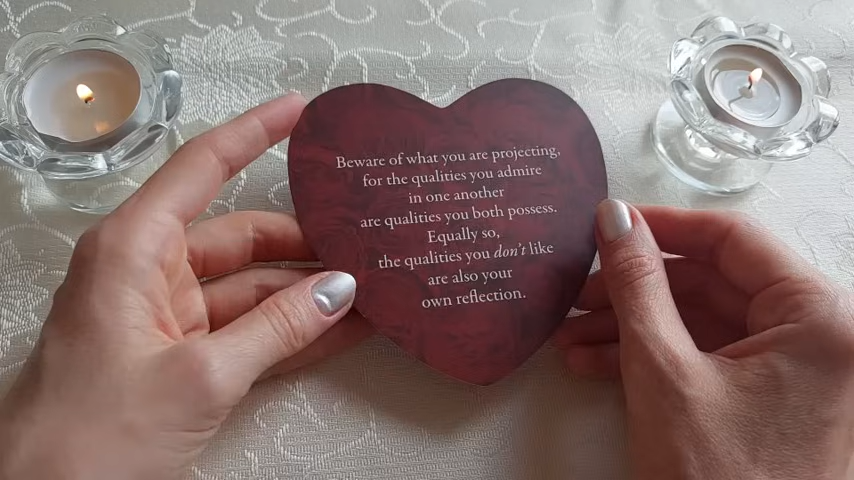 Beware of what you are projecting,
for the qualities you admire
in one another
are qualities you both possess.
Equally so,
the qualities you don't like
are also your
own reflection.